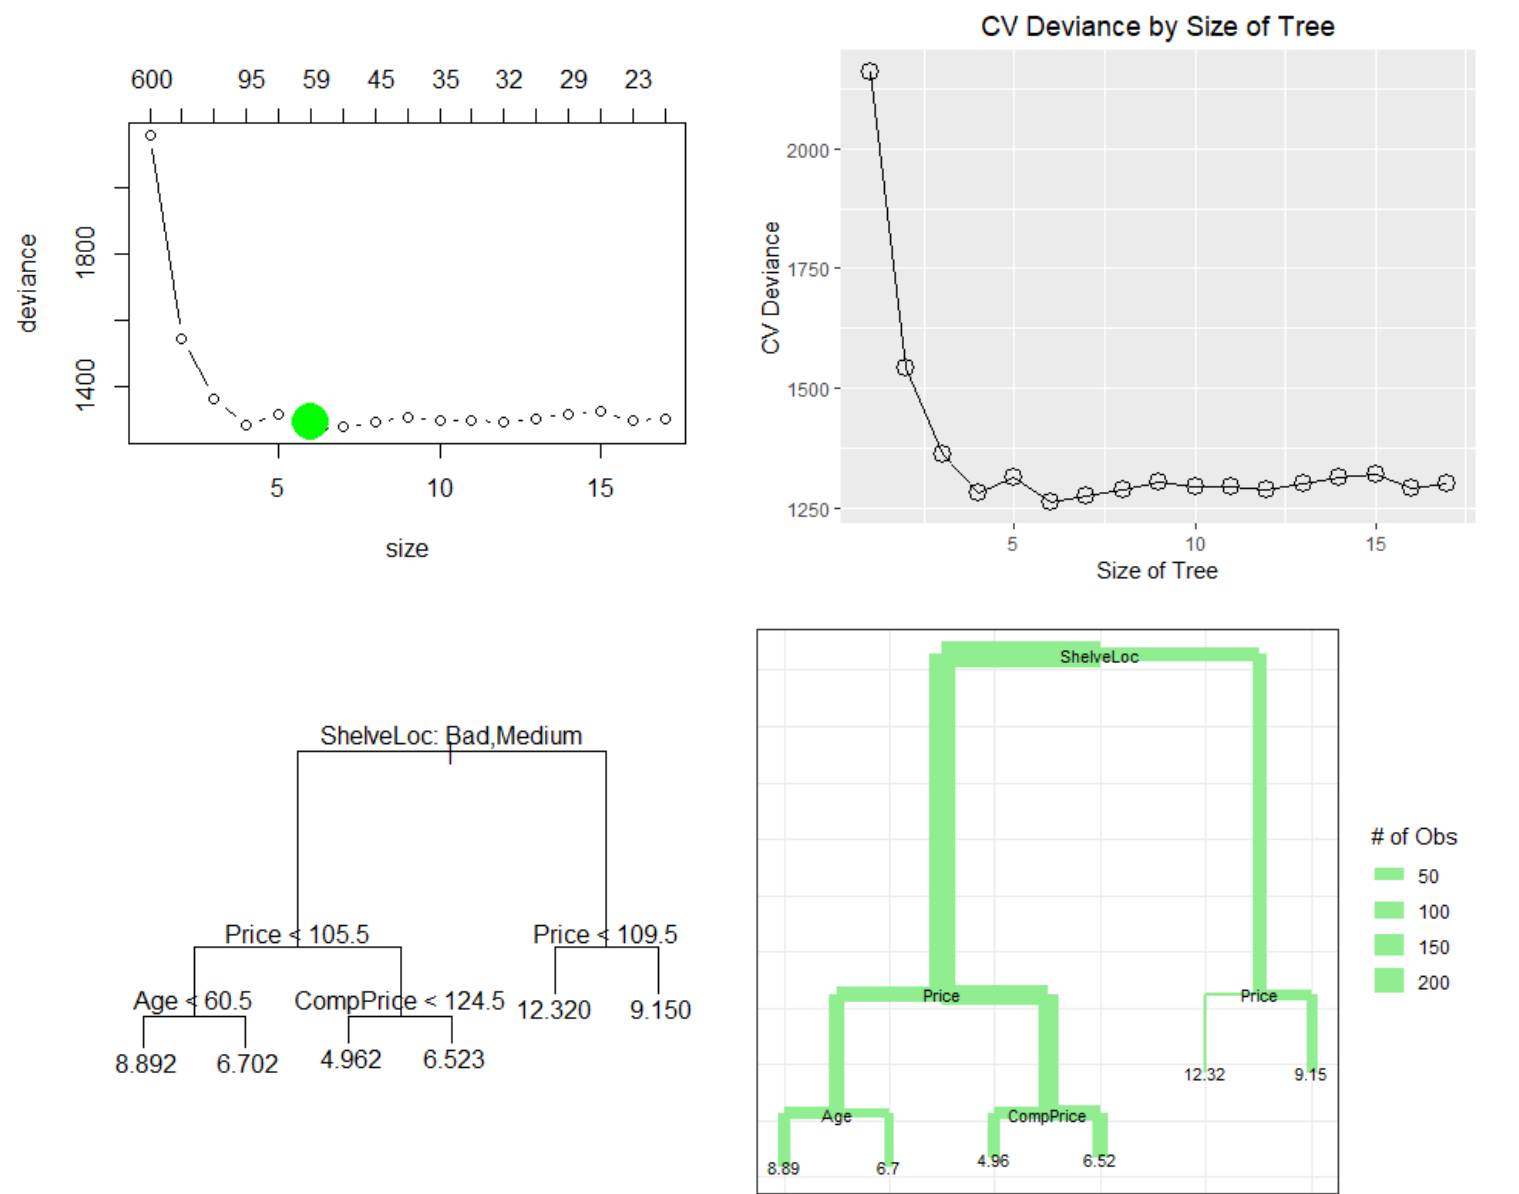 600 95 59 45 35 32 29 23
deviance
1800
1400
5 10 15
size
CV Deviance by Size of Tree
CV Deviance
2000
1750
1500
1250
5 10 15
Size of Tree
ShelveLoc: Bad,Medium
Price < 105.5 Price < 109.5
Age < 60.5 CompPrice < 124.5 12.320 9.150
8.892 6.702 4.962 6.523
ShelveLoc
Price Price
12.32 9.15
Age CompPrice
8.89 6.7 4.96 6.52
# of Obs
50
100
150
200